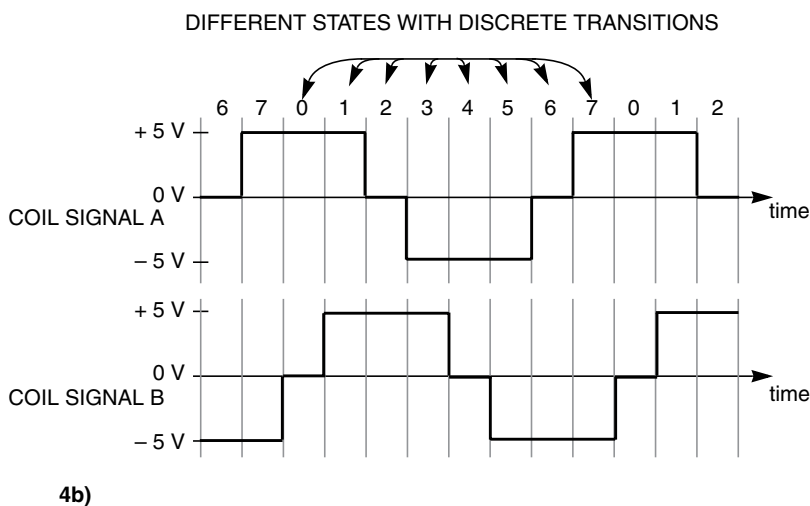 DIFFERENT STATES WITH DISCRETE TRANSITIONS
6 7 0 1 2 3 4 5 6 7 0 1 2
+ 5 V
0 V
COIL SIGNAL A
time
– 5 V
+ 5 V
0 V
COIL SIGNAL B
time
– 5 V
4b)